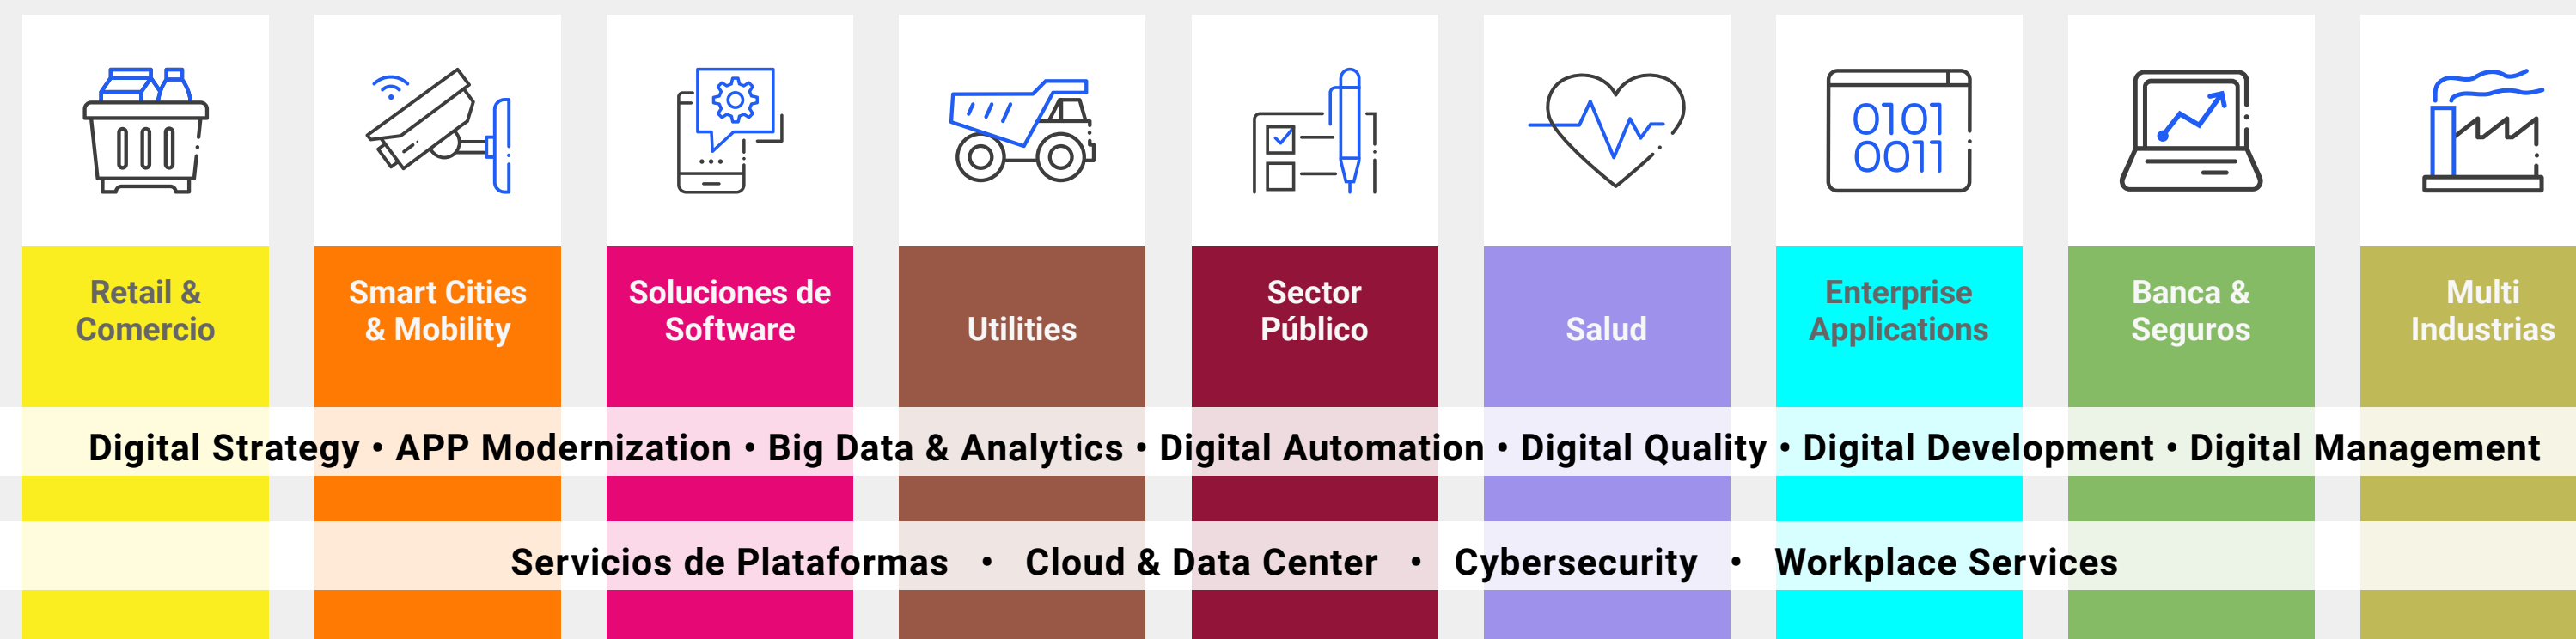 0101
0011
Retail &
Comercio
Smart Cities
& Mobility
Soluciones de
Software
Utilities
Sector
Público
Salud
Enterprise
Applications
Banca &
Seguros
Multi
Industrias
Digital Strategy • APP Modernization • Big Data & Analytics • Digital Automation • Digital Quality • Digital Development • Digital Management
Servicios de Plataformas • Cloud & Data Center • Cybersecurity • Workplace Services